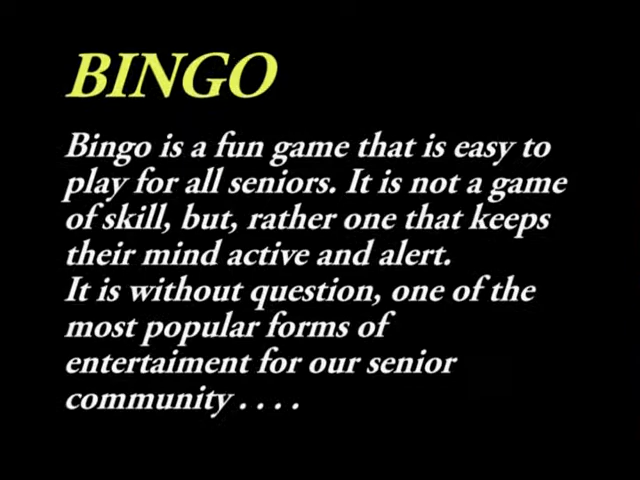 BINGO
Bingo is a fun game that is easy to
play for all seniors. It is not a game
of skill, but, rather one that keeps
their mind active and alert.
It is without question, one of the
most popular forms of
entertaiment for our senior
community . . . .